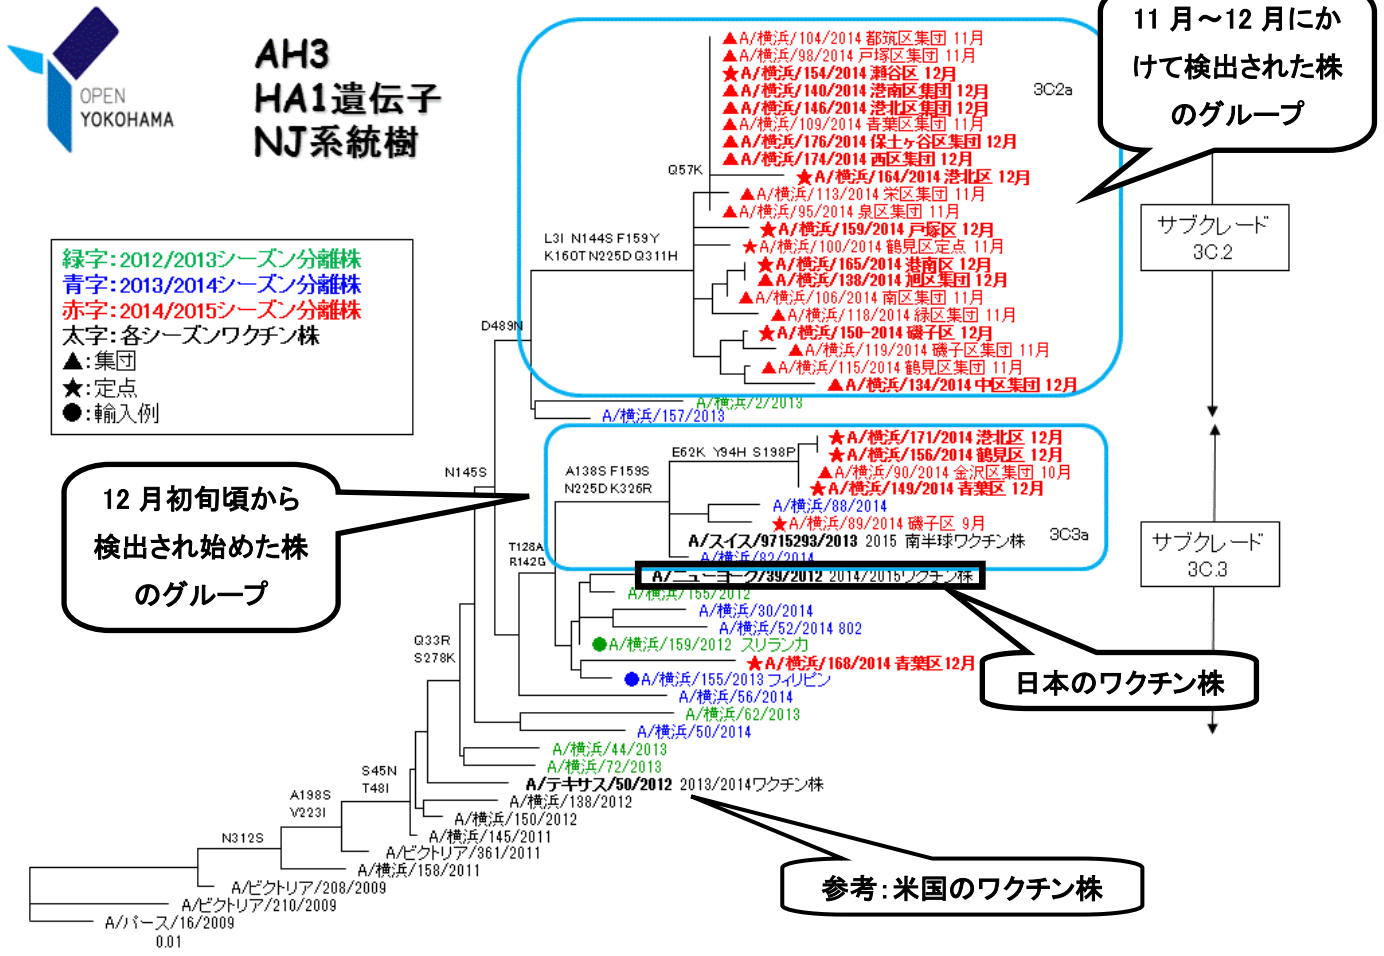 OPEN
YOKOHAMA
AH3
HA1遺伝子
NJ系統樹
緑字：2012/2013シーズン分離株
青字：2013/2014シーズン分離株
赤字：2014/2015シーズン分離株
太字：各シーズンワクチン株
▲：集団
★：定点
●：輸入例
11月～12月にか
けて検出された株
のグループ
▲A/横浜/104/2014 都筑区集団 11月
▲A/横浜/98/2014 戸塚区集団 11月
★A/横浜/154/2014 瀬谷区 12月
▲A/横浜/140/2014 港南区集団 12月
3C2a
▲A/横浜/146/2014 港北区集団 12月
▲A/横浜/109/2014 青葉区集団 11月
▲A/横浜/176/2014 保土ヶ谷区集団 12月
▲A/横浜/174/2014 西区集団 12月
Q57K
★A/横浜/164/2014 港北区 12月
▲A/横浜/113/2014 栄区集団 11月
▲A/横浜/95/2014 泉区集団 11月
★A/横浜/159/2014 戸塚区 12月
L3I N144S F159Y
K160T N225D Q311H
★A/横浜/100/2014 鶴見区定点 11月
★A/横浜/165/2014 港南区 12月
▲A/横浜/138/2014 旭区集団 12月
▲A/横浜/106/2014 南区集団 11月
▲A/横浜/118/2014 緑区集団 11月
D489N
★A/横浜/150-2014 磯子区 12月
▲A/横浜/119/2014 磯子区集団 11月
▲A/横浜/115/2014 鶴見区集団 11月
▲A/横浜/134/2014 中区集団 12月
サブクレード
3C.2
A/横浜/2/2013
A/横浜/157/2013
★A/横浜/171/2014 港北区 12月
E62K Y94H S198P
★A/横浜/156/2014 鶴見区 12月
N145S
A138S F159S
N225D K326R
▲A/横浜/90/2014 金沢区集団 10月
★A/横浜/149/2014 青葉区 12月
12月初旬頃から
検出され始めた株
のグループ
A/横浜/88/2014
★A/横浜/89/2014 磯子区 9月
A/スイス/9715293/2013 2015 南半球ワクチン株
3C3a
サブクレード
3C.3
T128A
R142G
A/横浜/82/2014
A/ニューヨーク/39/2012 2014/2015ワクチン株
A/横浜/155/2012
A/横浜/30/2014
A/横浜/52/2014 802
●A/横浜/159/2012 スリランカ
Q33R
S278K
★A/横浜/168/2014 青葉区12月
●A/横浜/155/2013 フィリピン
日本のワクチン株
A/横浜/56/2014
A/横浜/62/2013
A/横浜/50/2014
A/横浜/44/2013
A/横浜/72/2013
S45N
T48I
A/テキサス/50/2012 2013/2014ワクチン株
A198S
V223I
A/横浜/138/2012
A/横浜/150/2012
N312S
A/横浜/145/2011
A/ビクトリア/361/2011
A/横浜/158/2011
参考：米国のワクチン株
A/ビクトリア/208/2009
A/ビクトリア/210/2009
A/パース/16/2009
0.01